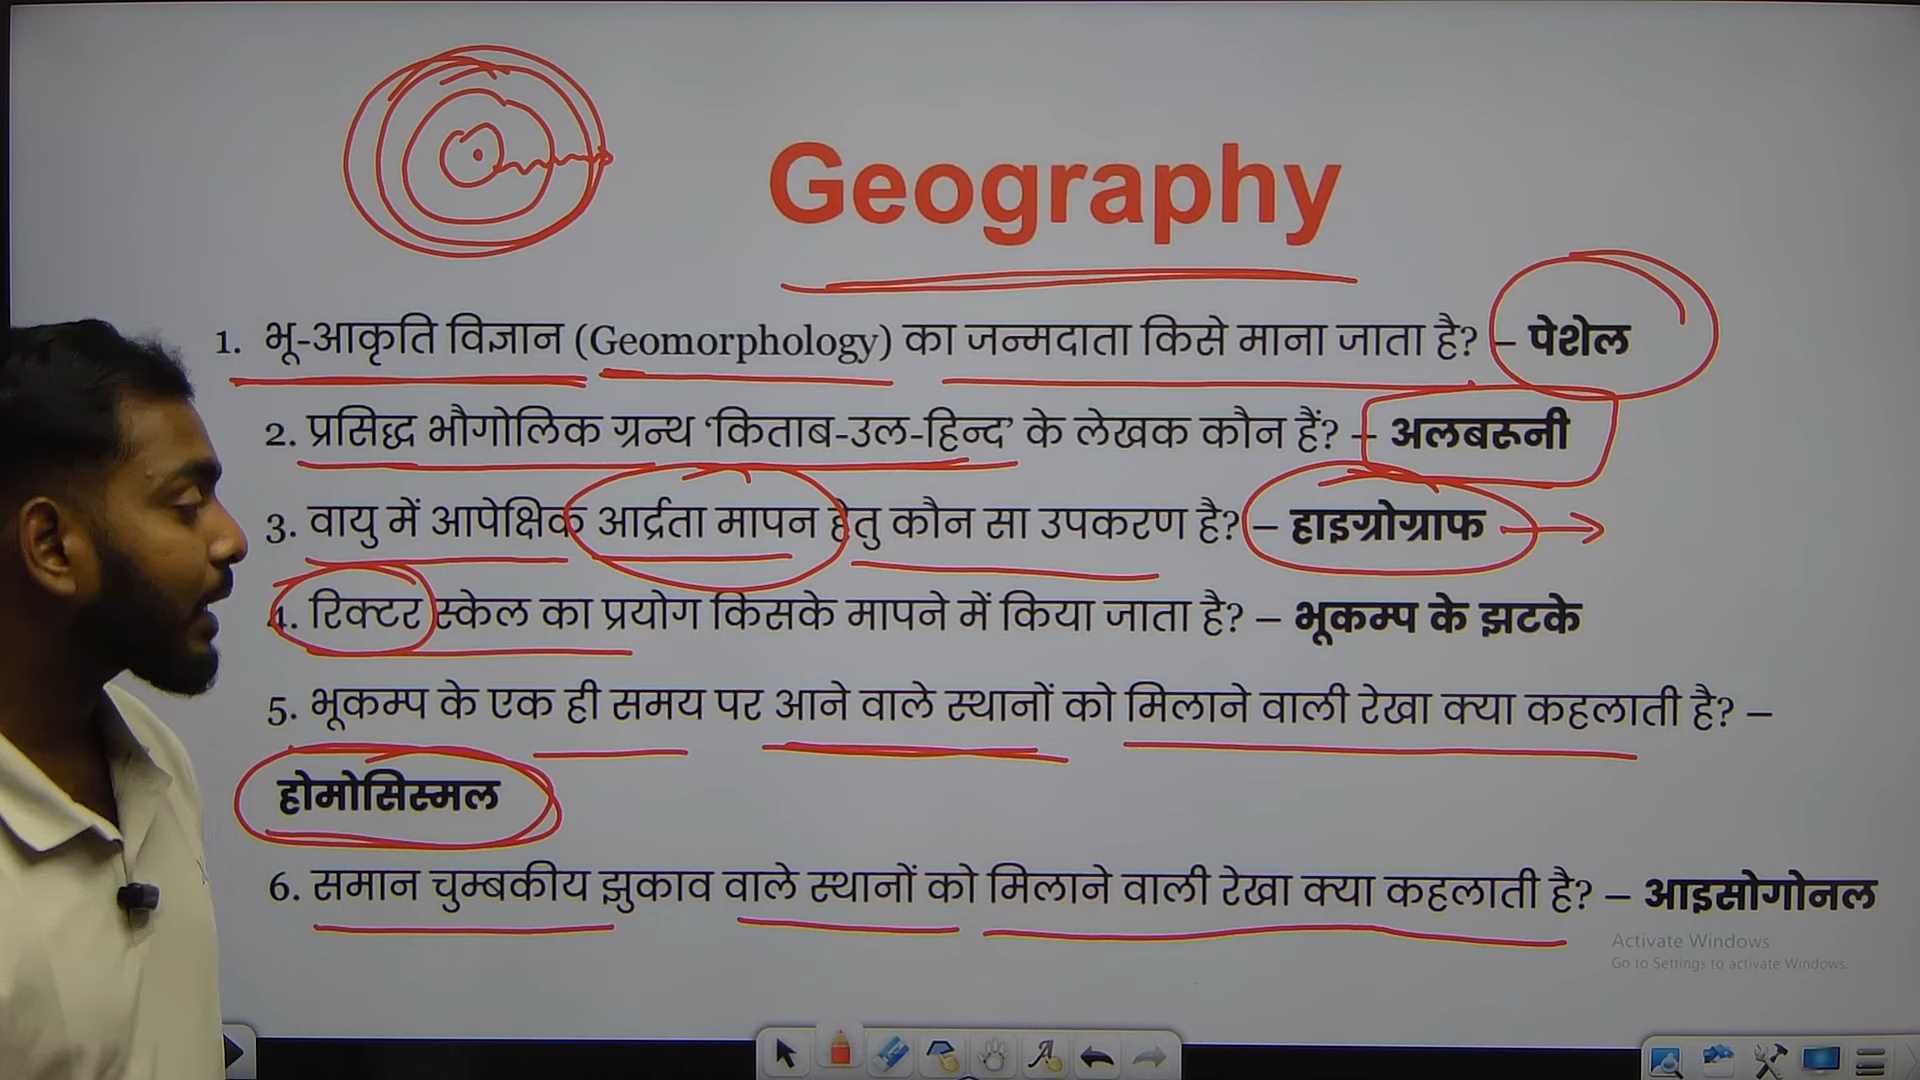 Geography
1. भू-आकृति विज्ञान (Geomorphology) का जन्मदाता किसे माना जाता है? – पेशेल
2. प्रसिद्ध भौगोलिक ग्रन्थ ‘किताब-उल-हिन्द’ के लेखक कौन हैं? – अलबरूनी
3. वायु में आपेक्षिक आर्द्रता मापन हेतु कौन सा उपकरण है? – हाइग्रोग्राफ
4. रिक्टर स्केल का प्रयोग किसके मापने में किया जाता है? – भूकम्प के झटके
5. भूकम्प के एक ही समय पर आने वाले स्थानों को मिलाने वाली रेखा क्या कहलाती है? –
होमोसिस्मल
6. समान चुम्बकीय झुकाव वाले स्थानों को मिलाने वाली रेखा क्या कहलाती है? – आइसोगोनल
Activate Windows
Go to Settings to activate Windows.